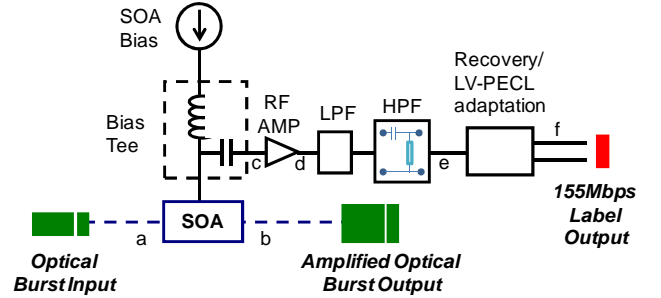 SOA
Bias
Bias
Tee
RF
AMP
LPF
HPF
Recovery/
LV-PECL
adaptation
c
d
e
f
155Mbps
Label
Output
SOA
a
b
Optical
Burst Input
Amplified Optical
Burst Output